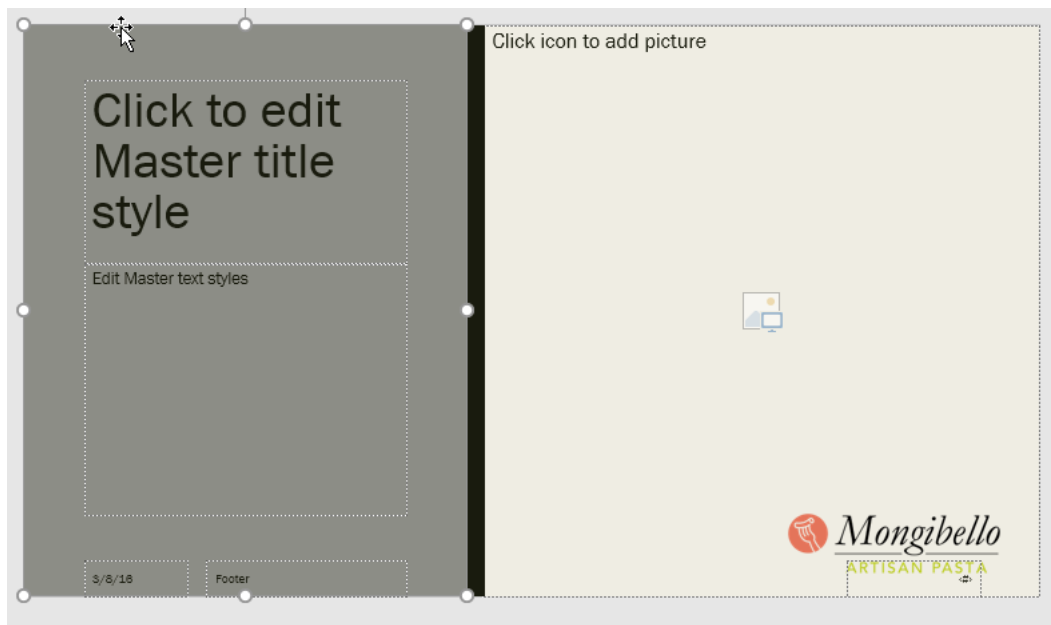 Click to edit
Master title
style
Edit Master text styles
3/8/16
Footer
Click icon to add picture
Mongibello
ARTISAN PASTA
‹#›